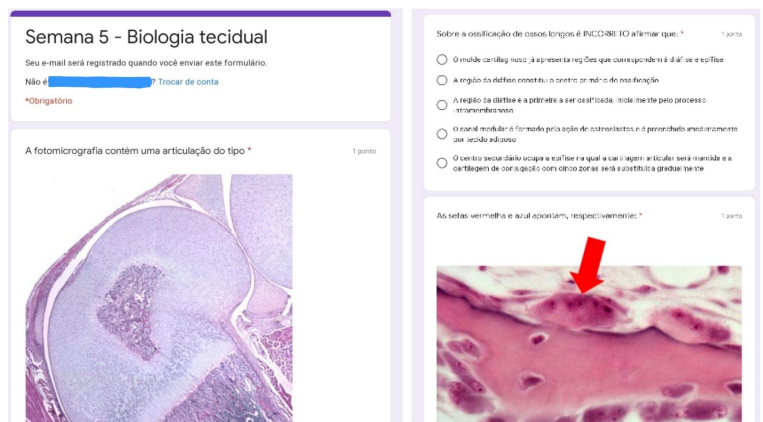 Semana 5 - Biologia tecidual
Seu e-mail será registrado quando você enviar este formulário.
Não é ? Trocar de conta
*Obrigatório
A fotomicrografia contém uma articulação do tipo * 1 ponto
Sobre a ossificação de ossos longos é INCORRETO afirmar que: * 1 ponto
O molde cartilaginoso já apresenta regiões que correspondem à diáfise e epífise
A região da diáfise constitui o centro primário de ossificação
A região da diáfise é a primeira a ser ossificada, inicialmente pelo processo
intramembranoso
O canal medular é formado pela ação de osteoclastos e é preenchido imediatamente
por tecido adiposo
O centro secundário ocupa a epífise na qual a cartilagem articular será mantida e a
cartilagem de conjugação com cinco zonas será substituída gradualmente
As setas vermelha e azul apontam, respectivamente: * 1 ponto